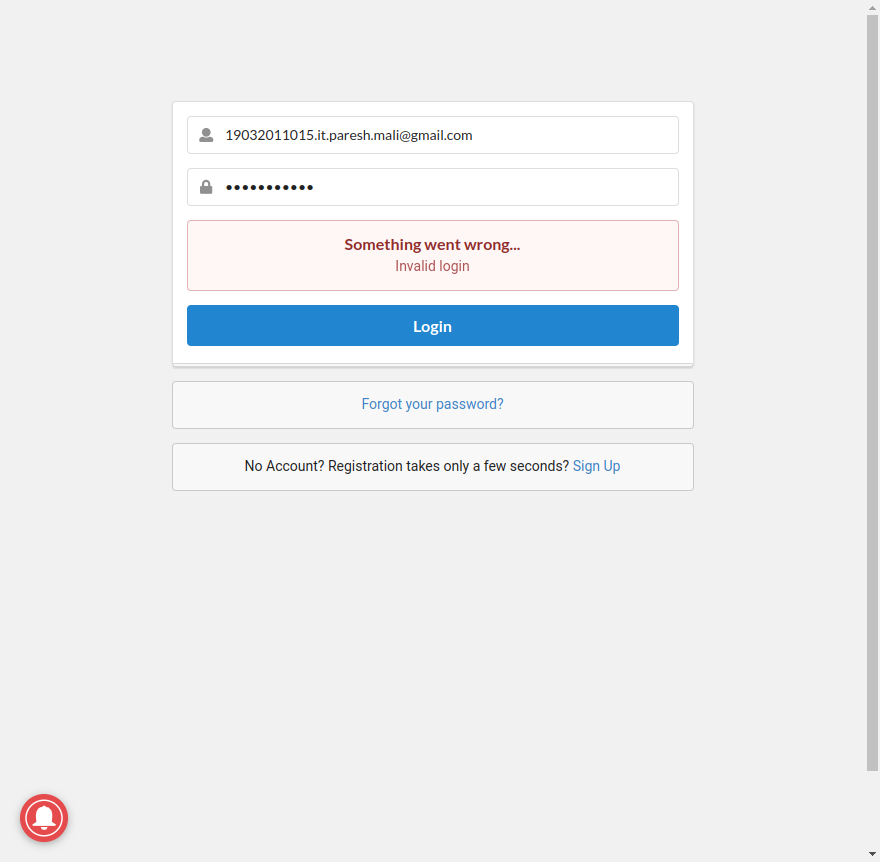 19032011015.it.paresh.mali@gmail.com
•••••••••••
Something went wrong...
Invalid login
Login
Forgot your password?
No Account? Registration takes only a few seconds? Sign Up